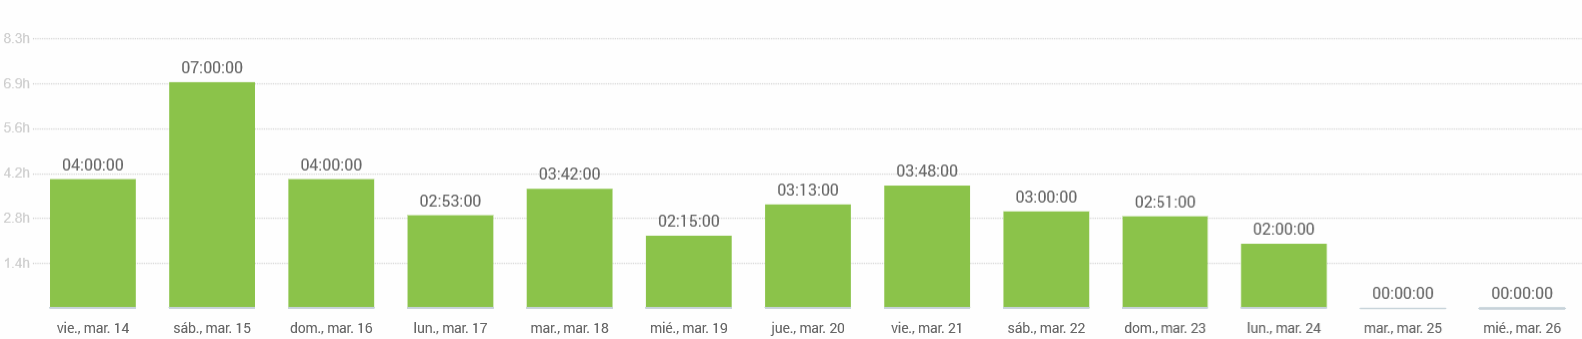 8.3h
07:00:00
6.9h
5.6h
04:00:00
04:00:00
03:42:00
03:48:00
4.2h
02:53:00
03:13:00
03:00:00
02:51:00
2.8h
02:15:00
02:00:00
1.4h
00:00:00
00:00:00
vie., mar. 14
sáb., mar. 15
dom., mar. 16
lun., mar. 17
mar., mar. 18
mié., mar. 19
jue., mar. 20
vie., mar. 21
sáb., mar. 22
dom., mar. 23
lun., mar. 24
mar., mar. 25
mié., mar. 26